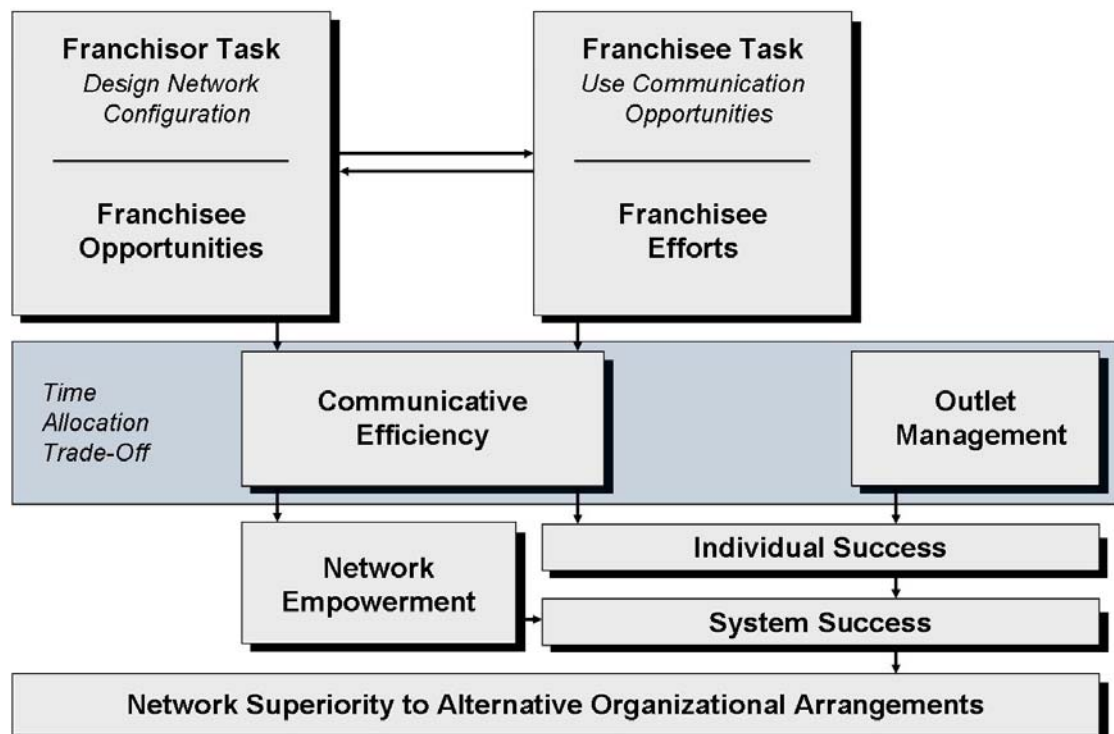 Franchisor Task
Design Network
Configuration
Franchisee
Opportunities
Franchisee Task
Use Communication
Opportunities
Franchisee
Efforts
Time
Allocation
Trade-Off
Communicative
Efficiency
Outlet
Management
Network
Empowerment
Individual Success
System Success
Network Superiority to Alternative Organizational Arrangements